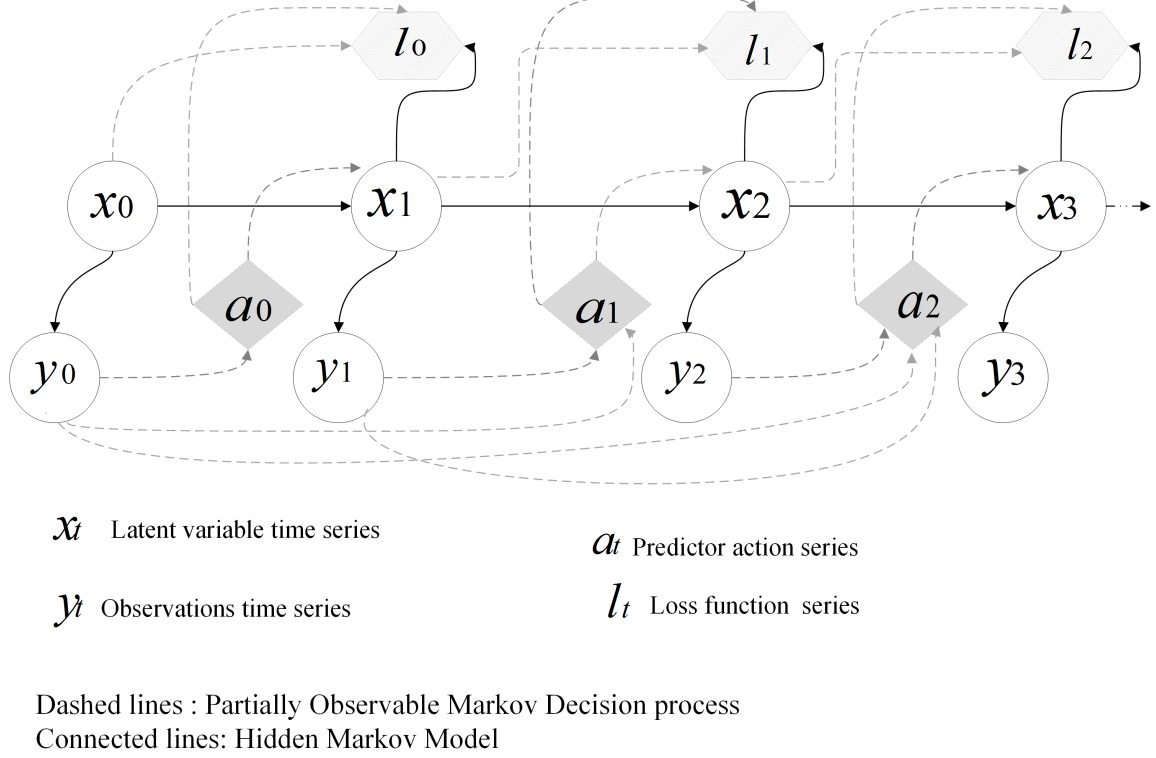 l0 l1 l2
x0 x1 x2 x3
a0 a1 a2
y0 y1 y2 y3
xt Latent variable time series
at Predictor action series
yt Observations time series
lt Loss function series
Dashed lines : Partially Observable Markov Decision process
Connected lines: Hidden Markov Model